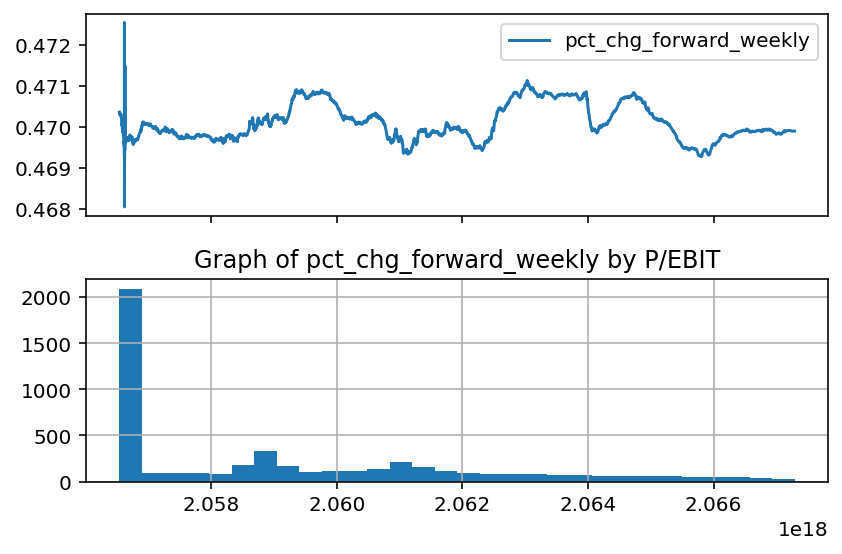 0.472
0.471
0.470
0.469
0.468
pct_chg_forward_weekly
Graph of pct_chg_forward_weekly by P/EBIT
2000
1500
1000
500
0
2.058 2.060 2.062 2.064 2.066
1e18